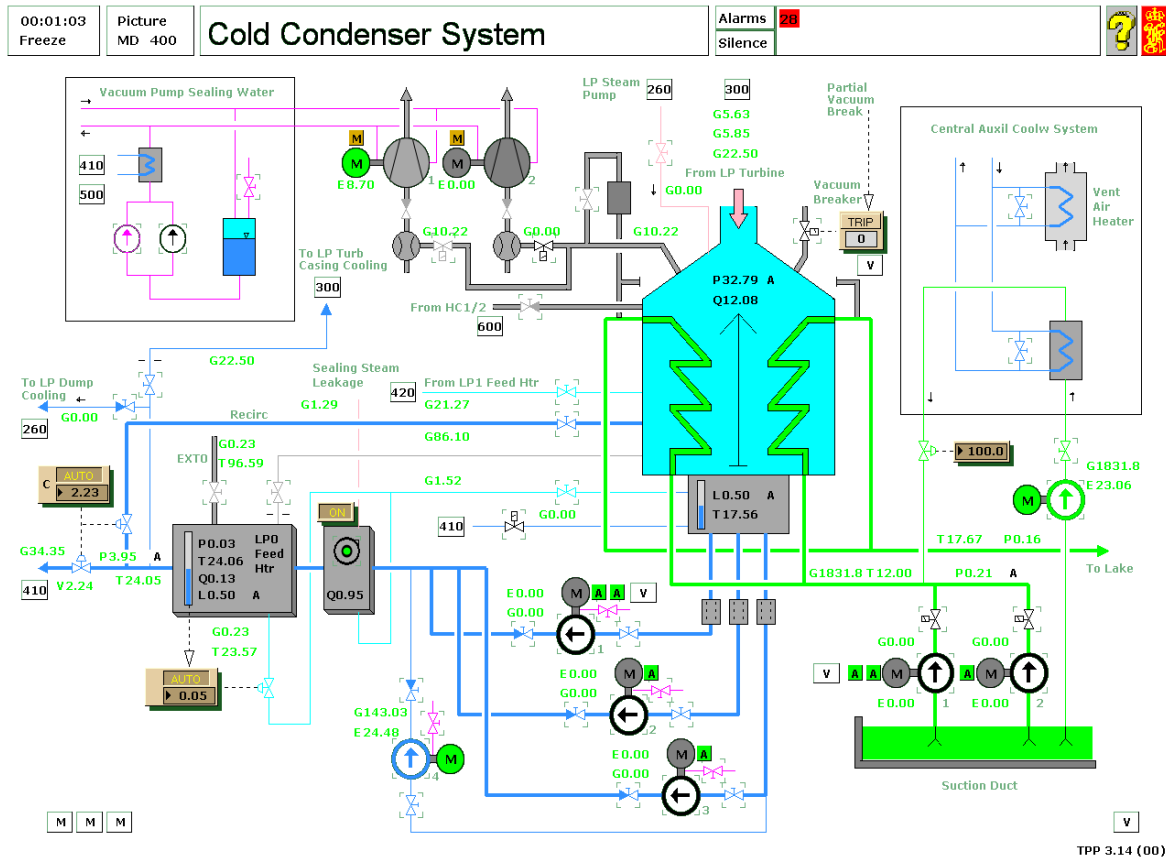 00:01:03
Freeze
Picture
MD 400
Cold Condenser System
Alarms
28
Silence
?
Vacuum Pump Sealing Water
410
500
M
M
M
M
E8.70
1
E0.00
2
G10.22
G0.00
G10.22
LP Steam
Pump
260
300
G5.63
G5.85
G22.50
From LP Turbine
G0.00
Partial
Vacuum
Break
Vacuum
Breaker
TRIP
0
V
Central Auxil Coolw System
Vent
Air
Heater
To LP Turb
Casing Cooling
300
From HC1/2
600
P32.79 A
Q12.08
G22.50
To LP Dump
Cooling
G0.00
260
Sealing Steam
Leakage
G1.29
420
From LP1 Feed Htr
G21.27
Recirc
G86.10
EXT0
G0.23
T96.59
G1.52
G0.00
410
L0.50 A
T17.56
C
AUTO
2.23
ON
100.0
G1831.8
E23.06
M
G34.35
P3.95 A
V2.24
T24.05
410
P0.03
T24.06
Q0.13
L0.50 A
LP0
Feed
Htr
Q0.95
T17.67 P0.16
To Lake
G1831.8 T12.00
P0.21 A
G0.23
T23.57
AUTO
0.05
E0.00
G0.00
M
A
A
V
1
E0.00
G0.00
M
A
2
E0.00
G0.00
M
A
3
G143.03
E24.48
M
4
V
A
A
M
G0.00
E0.00
1
A
M
G0.00
E0.00
2
Suction Duct
M
M
M
V
TPP 3.14 (00)